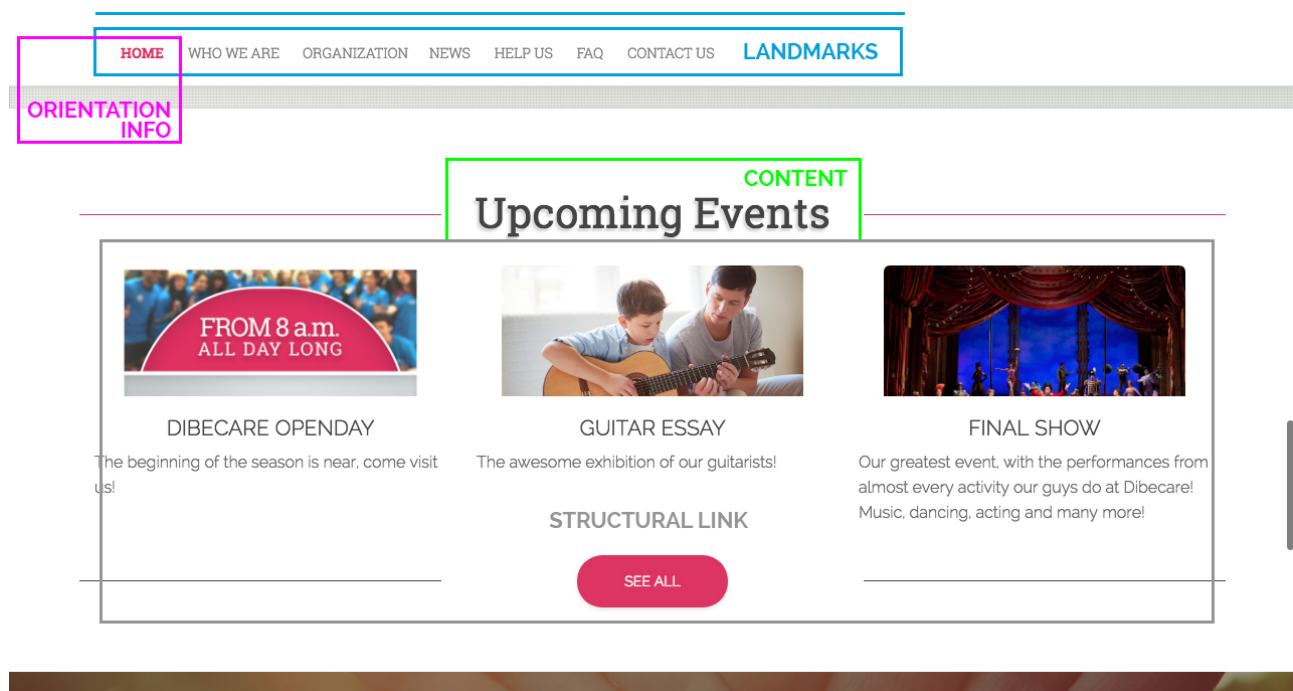 HOME WHO WE ARE ORGANIZATION NEWS HELP US FAQ CONTACT US LANDMARKS
ORIENTATION
INFO
CONTENT
Upcoming Events
FROM 8 a.m.
ALL DAY LONG
DIBECARE OPENDAY
The beginning of the season is near, come visit
us!
GUITAR ESSAY
The awesome exhibition of our guitarists!
FINAL SHOW
Our greatest event, with the performances from
almost every activity our guys do at Dibecare!
Music, dancing, acting and many more!
STRUCTURAL LINK
SEE ALL